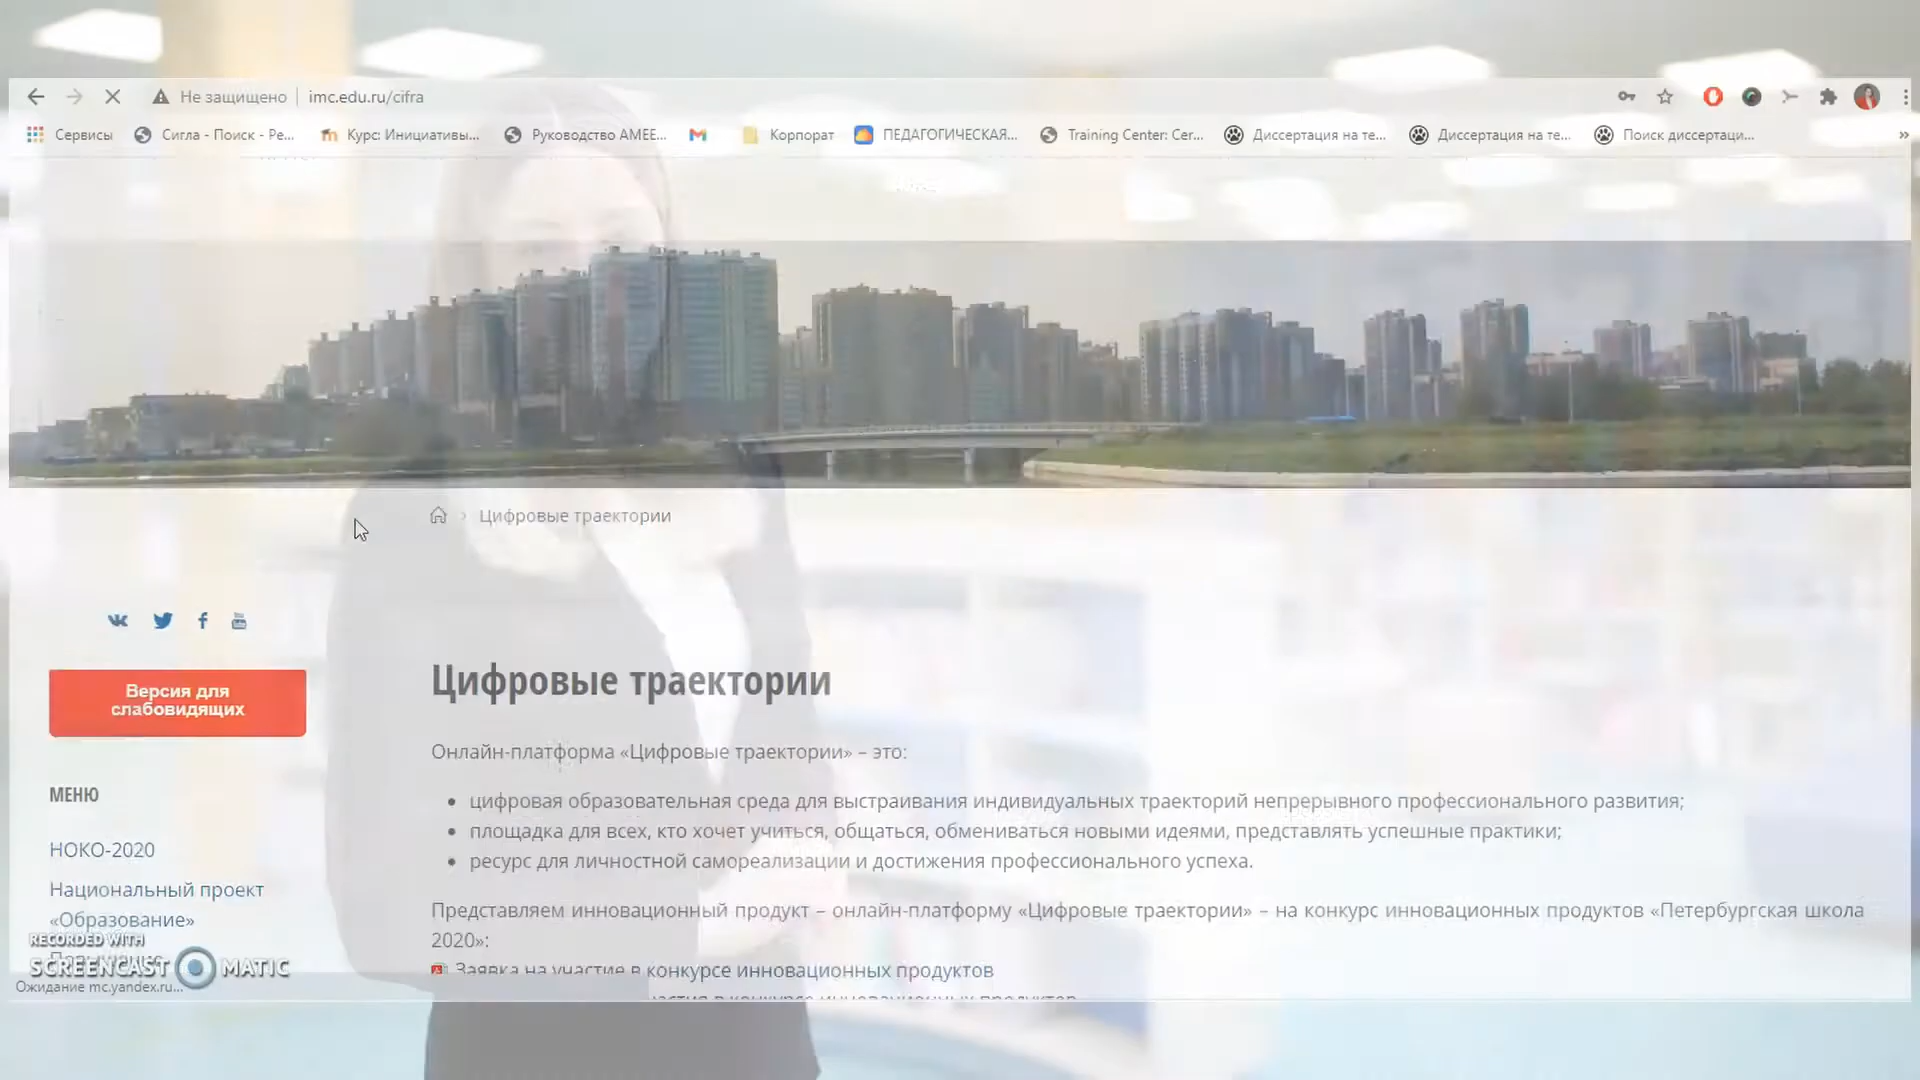 Не защищено imc.edu.ru/cifra
Сервисы Сигла - Поиск - Ре... Курс: Инициативы... Руководство AMEE... Корпорат ПЕДАГОГИЧЕСКАЯ... Training Center: Cer... Диссертация на те... Диссертация на те... Поиск диссертаци... »
Цифровые траектории
Версия для
слабовидящих
МЕНЮ
НОКО-2020
Национальный проект
«Образование»
Цифровые траектории
Онлайн-платформа «Цифровые траектории» – это:
цифровая образовательная среда для выстраивания индивидуальных траекторий непрерывного профессионального развития;
площадка для всех, кто хочет учиться, общаться, обмениваться новыми идеями, представлять успешные практики;
ресурс для личностной самореализации и достижения профессионального успеха.
Представляем инновационный продукт – онлайн-платформу «Цифровые траектории» – на конкурс инновационных продуктов «Петербургская школа
2020»:
Заявка на участие в конкурсе инновационных продуктов
в конкурсе инновационных продуктов
RECORDED WITH
SCREENCAST MATIC
Ожидание mc.yandex.ru...